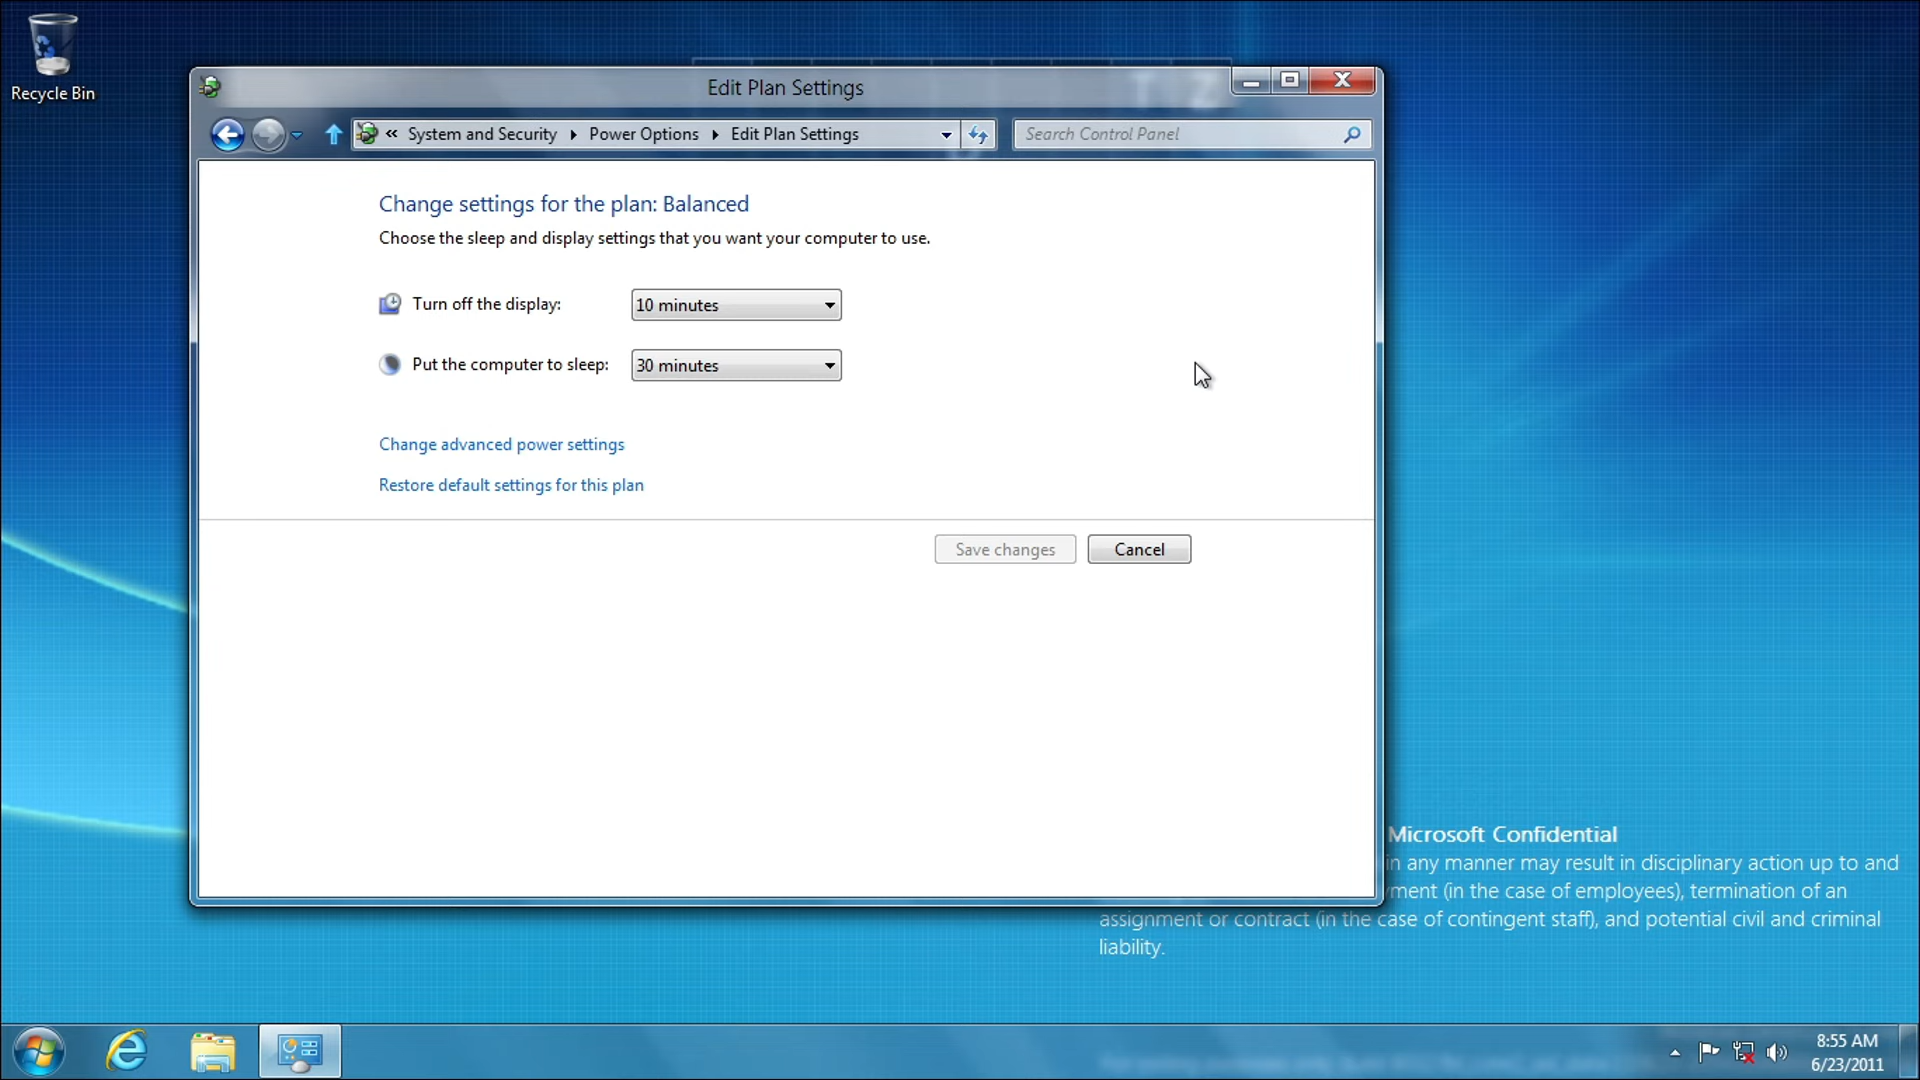 Recycle Bin
Edit Plan Settings
« System and Security Power Options Edit Plan Settings
Search Control Panel
Change settings for the plan: Balanced
Choose the sleep and display settings that you want your computer to use.
Turn off the display: 10 minutes
Put the computer to sleep: 30 minutes
Change advanced power settings
Restore default settings for this plan
Save changes Cancel
Microsoft Confidential
in any manner may result in disciplinary action up to and
yment (in the case of employees), termination of an
assignment or contract (in the case of contingent staff), and potential civil and criminal
liability.
8:55 AM
6/23/2011